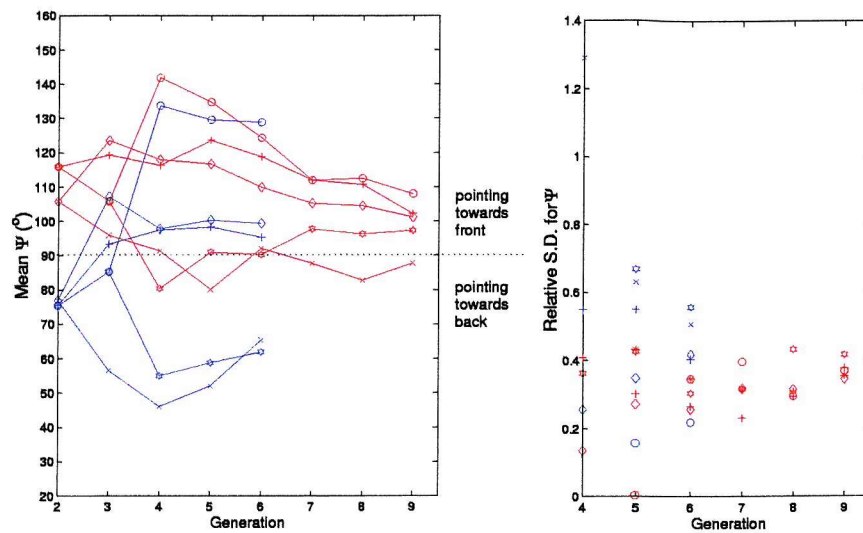 160
150
140
130
120
110
100
90
80
70
60
50
40
30
20
Mean Ψ (°)
2 3 4 5 6 7 8 9
Generation
pointing
towards
front
pointing
towards
back
1.4
1.2
1
0.8
0.6
0.4
0.2
0
Relative S.D. forΨ
4 5 6 7 8 9
Generation